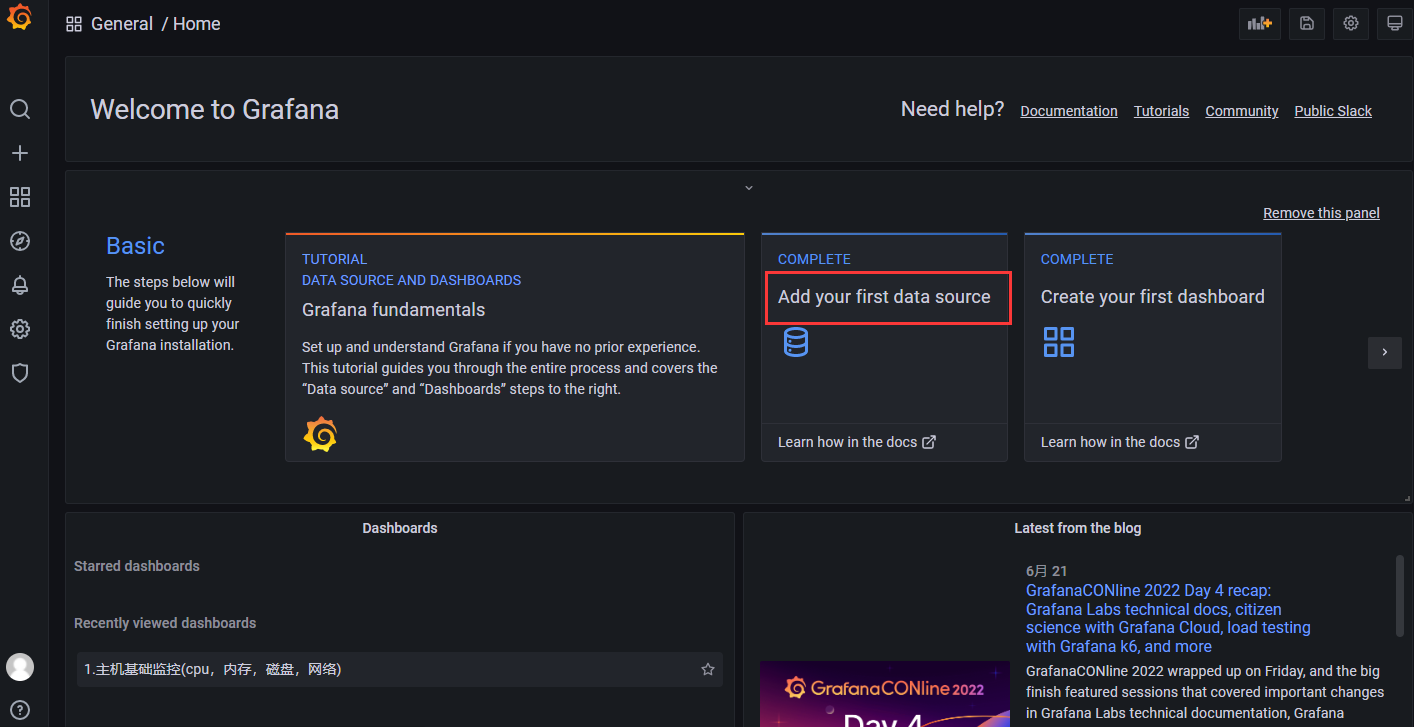 General / Home
Welcome to Grafana
Need help? Documentation Tutorials Community Public Slack
Remove this panel
Basic
The steps below will
guide you to quickly
finish setting up your
Grafana installation.
TUTORIAL
DATA SOURCE AND DASHBOARDS
Grafana fundamentals
Set up and understand Grafana if you have no prior experience.
This tutorial guides you through the entire process and covers the
“Data source” and “Dashboards” steps to the right.
COMPLETE
Add your first data source
Learn how in the docs
COMPLETE
Create your first dashboard
Learn how in the docs
Dashboards
Starred dashboards
Recently viewed dashboards
1.主机基础监控(cpu，内存，磁盘，网络)
Latest from the blog
6月 21
GrafanaCONline 2022 Day 4 recap:
Grafana Labs technical docs, citizen
science with Grafana Cloud, load testing
with Grafana k6, and more
GrafanaCONline 2022 wrapped up on Friday, and the big
finish featured sessions that covered important changes
in Grafana Labs technical documentation, Grafana
GrafanaCONline 2022
Day 4